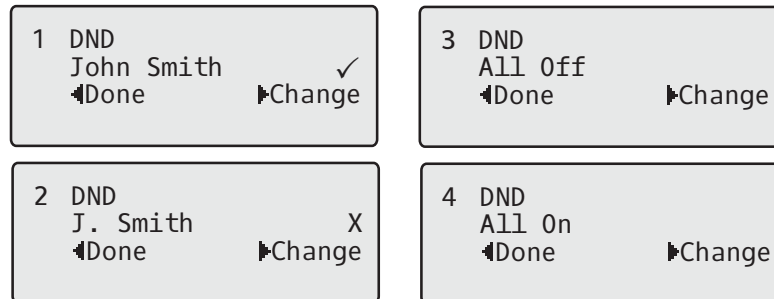 1 DND
John Smith ✓
Done Change
2 DND
J. Smith X
Done Change
3 DND
All Off
Done Change
4 DND
All On
Done Change